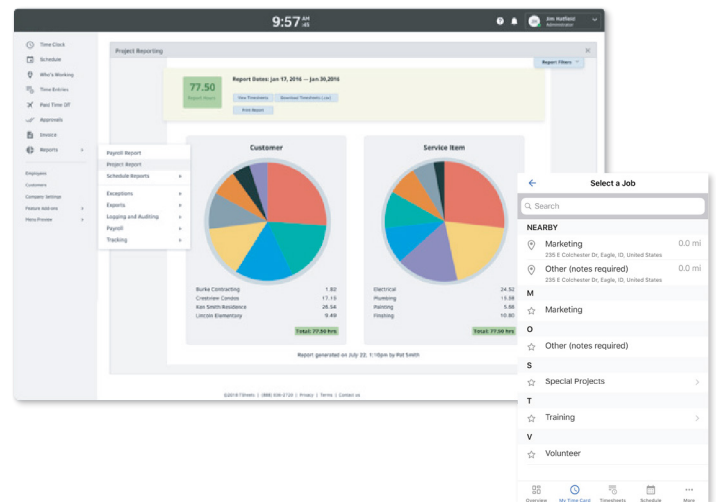 9:57 AM
:45
Jim Hatfield
Administrator
Time Clock
Schedule
Who's Working
Time Entries
Paid Time Off
Approvals
Invoice
Reports
Employees
Customers
Company Settings
Feature Add-ons
Project Reporting
Report Filters
77.50
Report Hours
Report Dates: Jan 17, 2016 — Jan 30, 2016
View Timesheets
Download Timesheets (.csv)
Print Report
Payroll Report
Project Report
Schedule Reports
Exceptions
Exports
Logging and Auditing
Payroll
Tracking
Customer
Burke Contracting 1.82
Crestview Condos 17.15
Ken Smith Residence 26.54
Lincoln Elementary 9.49
Total: 77.50 hrs
Service Item
Electrical 24.52
Plumbing
Painting
Finishing 10.80
Total: 77.50 hrs
Report generated on July 22, 1:10pm by Pat Smith
| Privacy | Terms | Contact us
Select a Job
Search
NEARBY
Marketing 0.0 mi
235 E Colchester Dr, Eagle, ID, United States
Other (notes required) 0.0 mi
235 E Colchester Dr, Eagle, ID, United States
M
Marketing
O
Other (notes required)
S
Special Projects
T
Training
V
Volunteer
Overview My Time Card Timesheets Schedule More